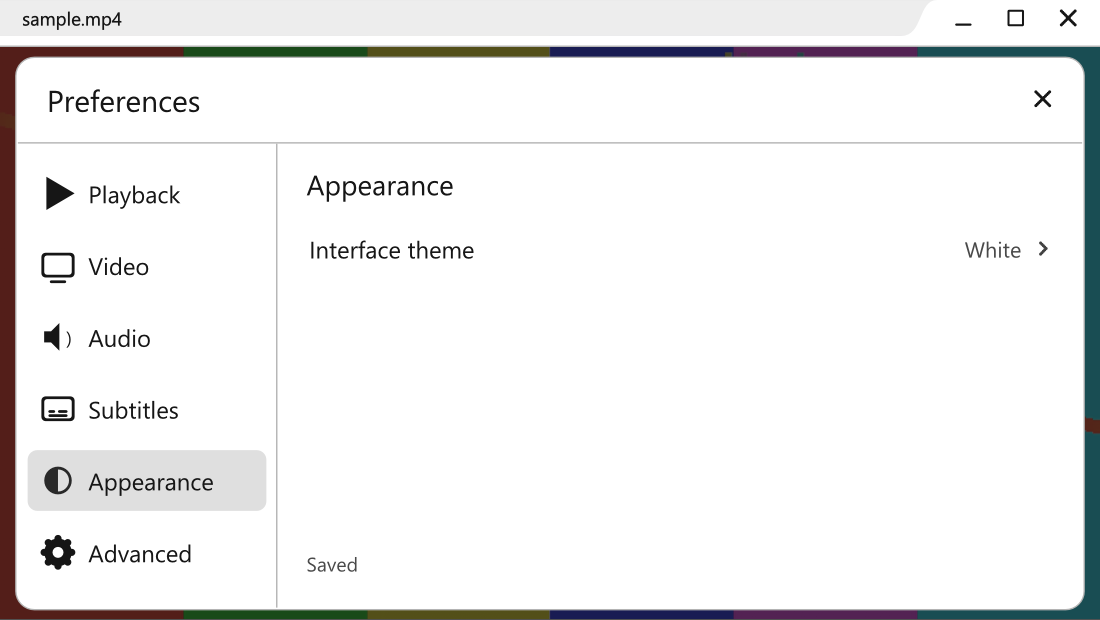 sample.mp4
Preferences
Playback
Video
Audio
Subtitles
Appearance
Advanced
Appearance
Interface theme White
Saved